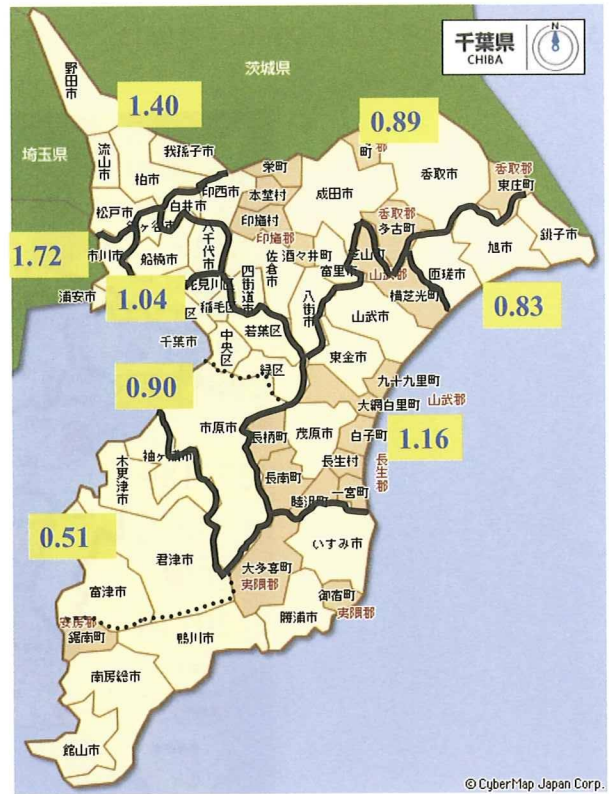 千葉県
CHIBA
茨城県
野田市
1.40
0.89
埼玉県
流山市
我孫子市
柏市
栄町
町
郡
香取市
香取郡
東庄町
印西市
本埜村
成田市
松戸市
白井市
印旛村
印旛郡
香取郡
多古町
1.72
市川市
船橋市
八千代市
佐倉市
酒々井町
富里市
芝山町
山武郡
旭市
銚子市
匝瑳市
浦安市
1.04
花見川区
四街道市
八街市
横芝光町
0.83
区
稲毛区
千葉市
中央区
若葉区
山武市
緑区
東金市
0.90
九十九里町
大網白里町
山武郡
市原市
長柄町
茂原市
白子町
1.16
袖ヶ浦市
木更津市
長生村
長生郡
長南町
一宮町
睦沢町
0.51
君津市
いすみ市
大多喜町
夷隅郡
富津市
御宿町
夷隅郡
勝浦市
安房郡
鋸南町
鴨川市
南房総市
館山市
© CyberMap Japan Corp.